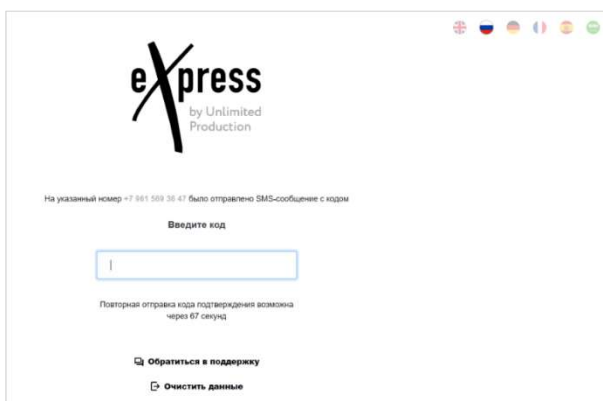 eXpress
by Unlimited
Production
На указанный номер +7 961 569 36 47 было отправлено SMS-сообщение с кодом
Введите код
Повторная отправка кода подтверждения возможна
через 67 секунд
Обратиться в поддержку
Очистить данные